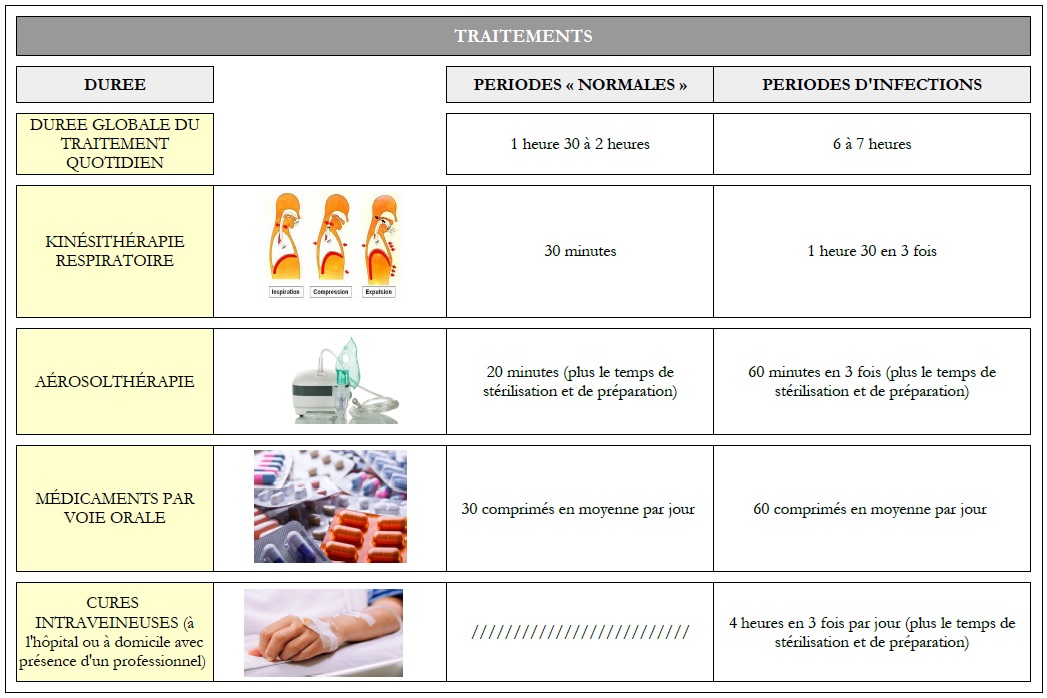 TRAITEMENTS
DUREE
PERIODES « NORMALES »
PERIODES D'INFECTIONS
DUREE GLOBALE DU
TRAITEMENT
QUOTIDIEN
1 heure 30 à 2 heures
6 à 7 heures
KINÉSITHÉRAPIE
RESPIRATOIRE
Inspiration
Compression
Expulsion
30 minutes
1 heure 30 en 3 fois
AÉROSOLTHÉRAPIE
20 minutes (plus le temps de
stérilisation et de préparation)
60 minutes en 3 fois (plus le temps de
stérilisation et de préparation)
MÉDICAMENTS PAR
VOIE ORALE
30 comprimés en moyenne par jour
60 comprimés en moyenne par jour
CURES
INTRAVEINEUSES (à
l'hôpital ou à domicile avec
présence d'un professionnel)
//////////////////////////
4 heures en 3 fois par jour (plus le temps de
stérilisation et de préparation)